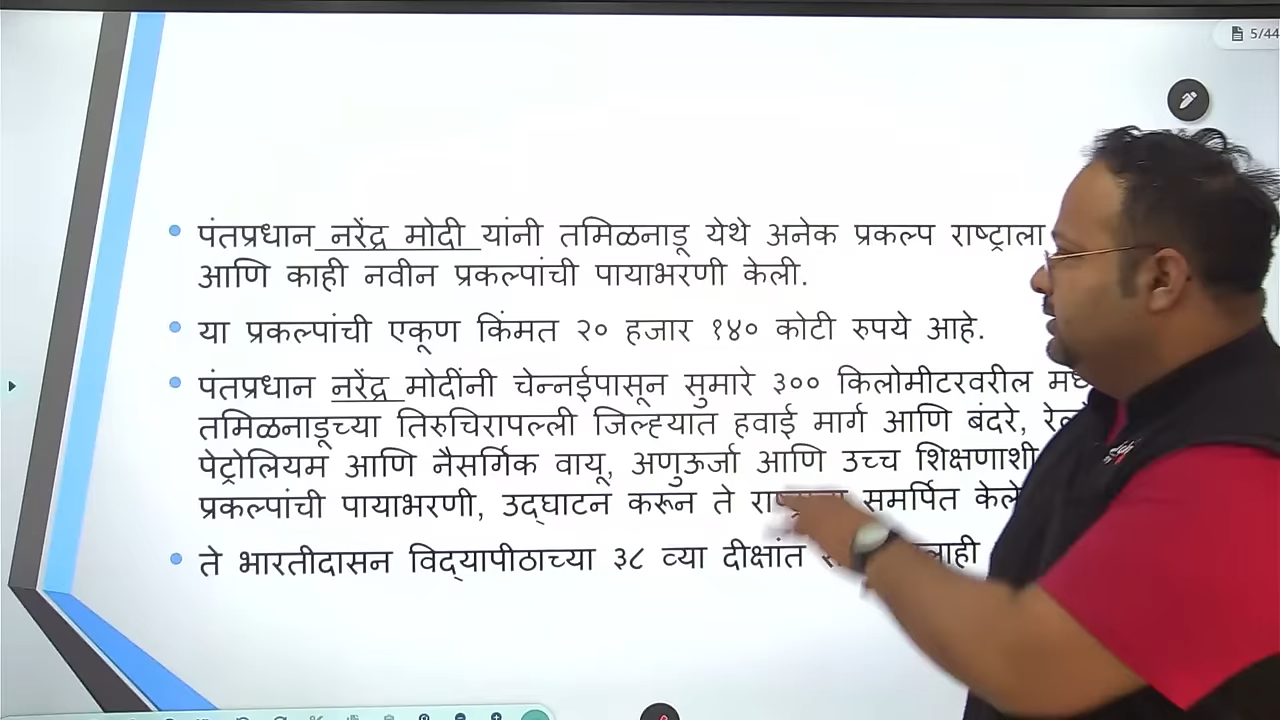 5/44
पंतप्रधान नरेंद्र मोदी यांनी तमिळनाडू येथे अनेक प्रकल्प राष्ट्राला
आणि काही नवीन प्रकल्पांची पायाभरणी केली.
या प्रकल्पांची एकूण किंमत २० हजार १४० कोटी रुपये आहे.
पंतप्रधान नरेंद्र मोदींनी चेन्नईपासून सुमारे ३०० किलोमीटरवरील
तमिळनाडूच्या तिरुचिरापल्ली जिल्ह्यात हवाई मार्ग आणि बंदरे,
पेट्रोलियम आणि नैसर्गिक वायू, अणुऊर्जा आणि उच्च शिक्षणाशी
प्रकल्पांची पायाभरणी, उद्घाटन करून ते समर्पित
ते भारतीदासन विद्यापीठाच्या ३८ व्या दीक्षांत